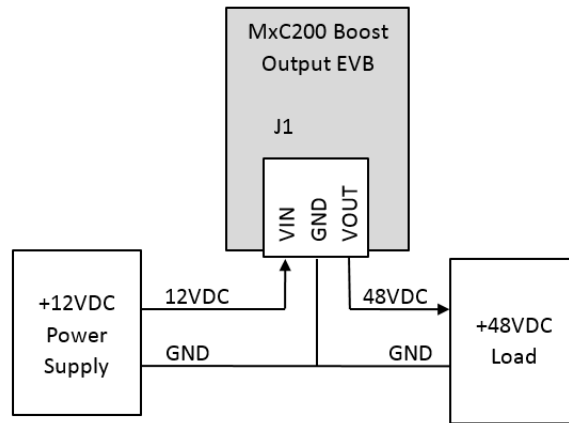 MxC200 Boost
Output EVB
J1
VIN
GND
VOUT
+12VDC
Power
Supply
12VDC
GND
48VDC
GND
+48VDC
Load